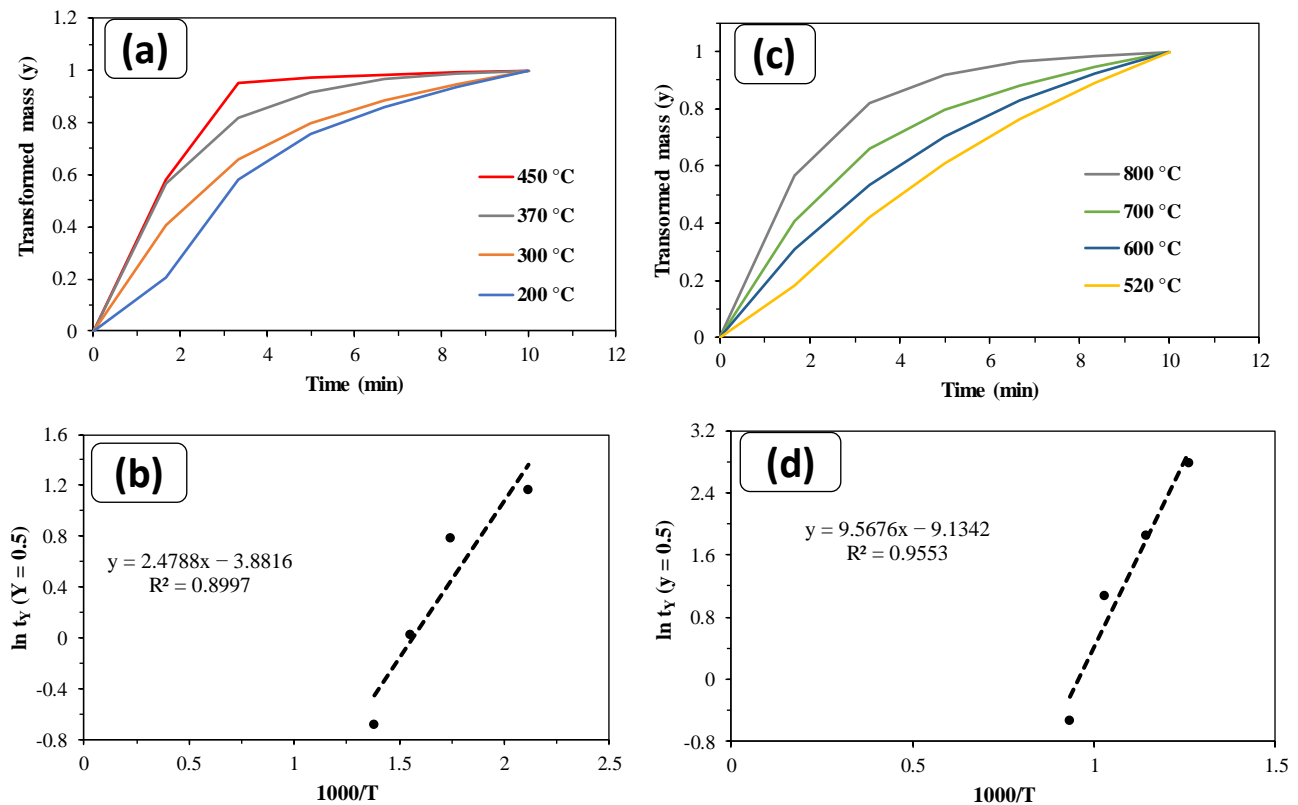 (a)
Transformed mass (y)
1.2
1
0.8
0.6
0.4
0.2
0
450 °C
370 °C
300 °C
200 °C
0 2 4 6 8 10 12
Time (min)
(c)
Transormed mass (y)
1
0.8
0.6
0.4
0.2
0
800 °C
700 °C
600 °C
520 °C
0 2 4 6 8 10 12
Time (min)
(b)
ln tY (Y = 0.5)
1.6
1.2
0.8
0.4
0
-0.4
-0.8
y = 2.4788x − 3.8816
R² = 0.8997
0 0.5 1 1.5 2 2.5
1000/T
(d)
ln tY (y = 0.5)
3.2
2.4
1.6
0.8
0
-0.8
y = 9.5676x − 9.1342
R² = 0.9553
0 0.5 1 1.5
1000/T